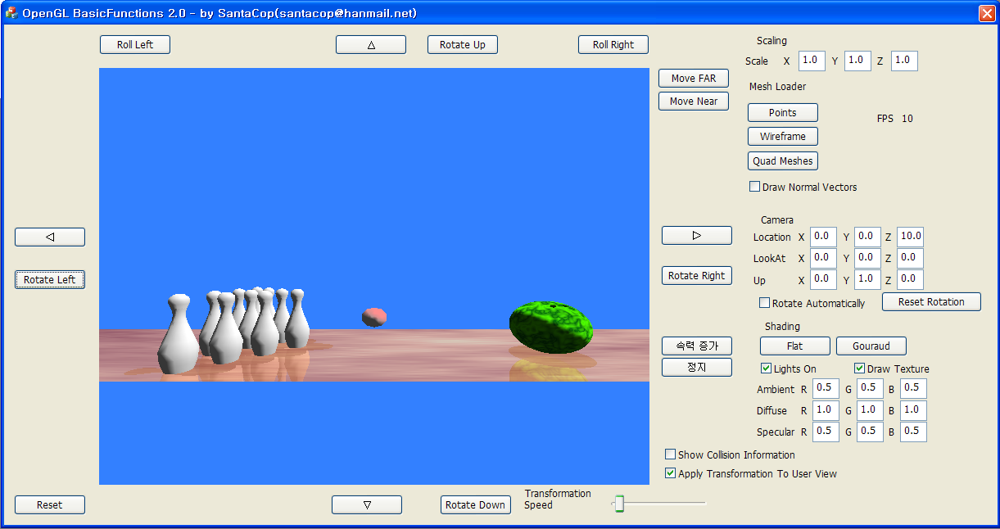 OpenGL BasicFunctions 2.0 - by SantaCop(santacop@hanmail.net)
Roll Left
△
Rotate Up
Roll Right
Scaling
Scale X 1.0 Y 1.0 Z 1.0
Move FAR
Move Near
Mesh Loader
Points
FPS 10
Wireframe
Quad Meshes
Draw Normal Vectors
◁
Rotate Left
▷
Rotate Right
Camera
Location X 0.0 Y 0.0 Z 10.0
LookAt X 0.0 Y 0.0 Z 0.0
Up X 0.0 Y 1.0 Z 0.0
Rotate Automatically
Reset Rotation
Shading
속력 증가
정지
Flat
Gouraud
Lights On
Draw Texture
Ambient R 0.5 G 0.5 B 0.5
Diffuse R 1.0 G 1.0 B 1.0
Specular R 0.5 G 0.5 B 0.5
Show Collision Information
Apply Transformation To User View
Reset
▽
Rotate Down
Transformation
Speed